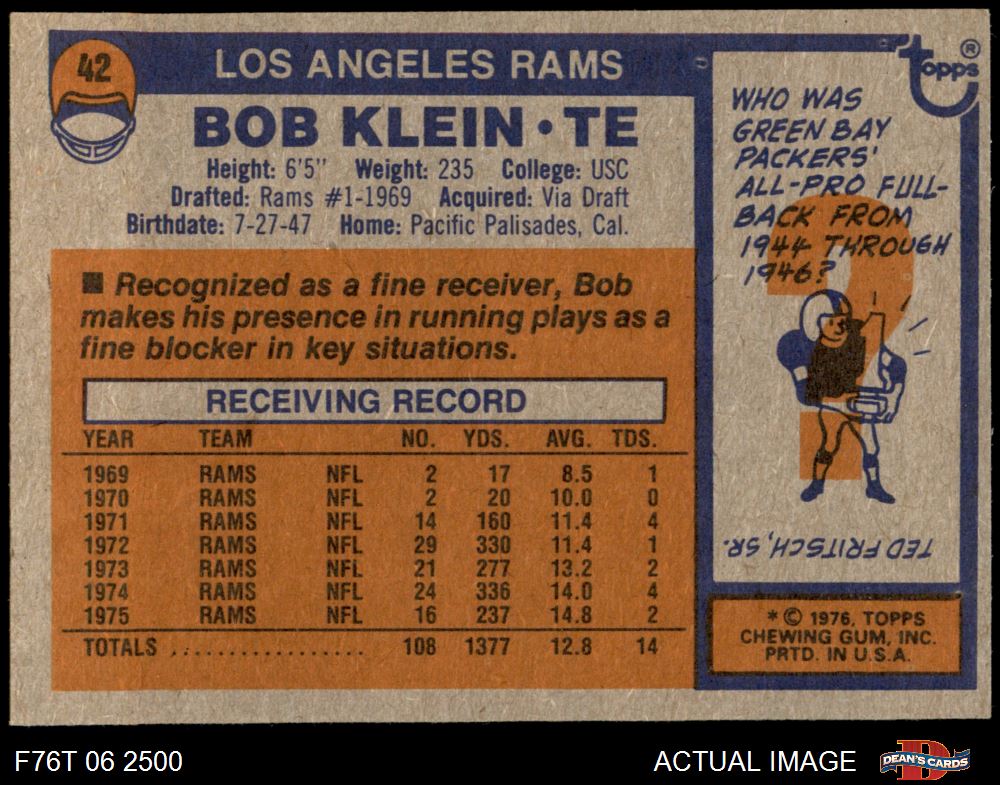 42
LOS ANGELES RAMS
BOB KLEIN • TE
Height: 6'5" Weight: 235 College: USC
Drafted: Rams #1-1969 Acquired: Via Draft
Birthdate: 7-27-47 Home: Pacific Palisades, Cal.
■ Recognized as a fine receiver, Bob
makes his presence in running plays as a
fine blocker in key situations.
RECEIVING RECORD
YEAR TEAM NO. YDS. AVG. TDS.
1969 RAMS NFL 2 17 8.5 1
1970 RAMS NFL 2 20 10.0 0
1971 RAMS NFL 14 160 11.4 4
1972 RAMS NFL 29 330 11.4 1
1973 RAMS NFL 21 277 13.2 2
1974 RAMS NFL 24 336 14.0 4
1975 RAMS NFL 16 237 14.8 2
TOTALS ................. 108 1377 12.8 14
topps ®
WHO WAS
GREEN BAY
PACKERS'
ALL-PRO FULL-
BACK FROM
1944 THROUGH
1946?
?
TED FRITSCH, SR.
* © 1976, TOPPS
CHEWING GUM, INC.
PRTD. IN U.S.A.
F76T 06 2500
ACTUAL IMAGE
D
DEAN'S CARDS